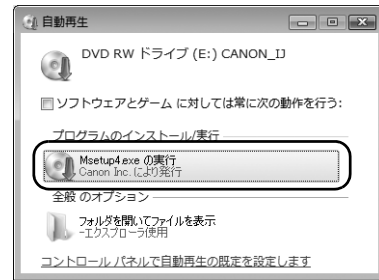 自動再生
DVD RW ドライブ (E:) CANON_IJ
ソフトウェアとゲーム に対しては常に次の動作を行う:
プログラムのインストール/実行
Msetup4.exe の実行
Canon Inc. により発行
全般 のオプション
フォルダを開いてファイルを表示
-エクスプローラ使用
コントロール パネルで自動再生の既定を設定します